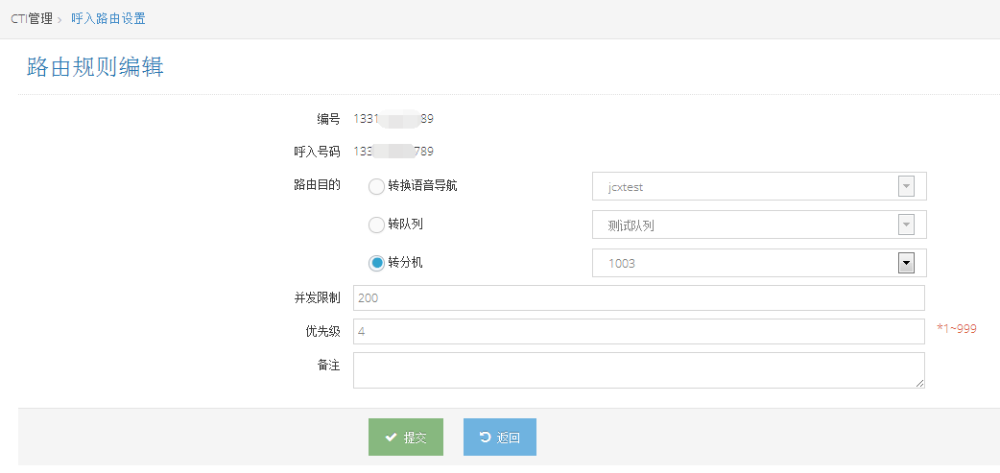 CTI管理 › 呼入路由设置
路由规则编辑
编号 1331 89
呼入号码 133 789
路由目的 转换语音导航 jcxtest
转队列 测试队列
转分机 1003
并发限制 200
优先级 4 *1~999
备注
提交 返回